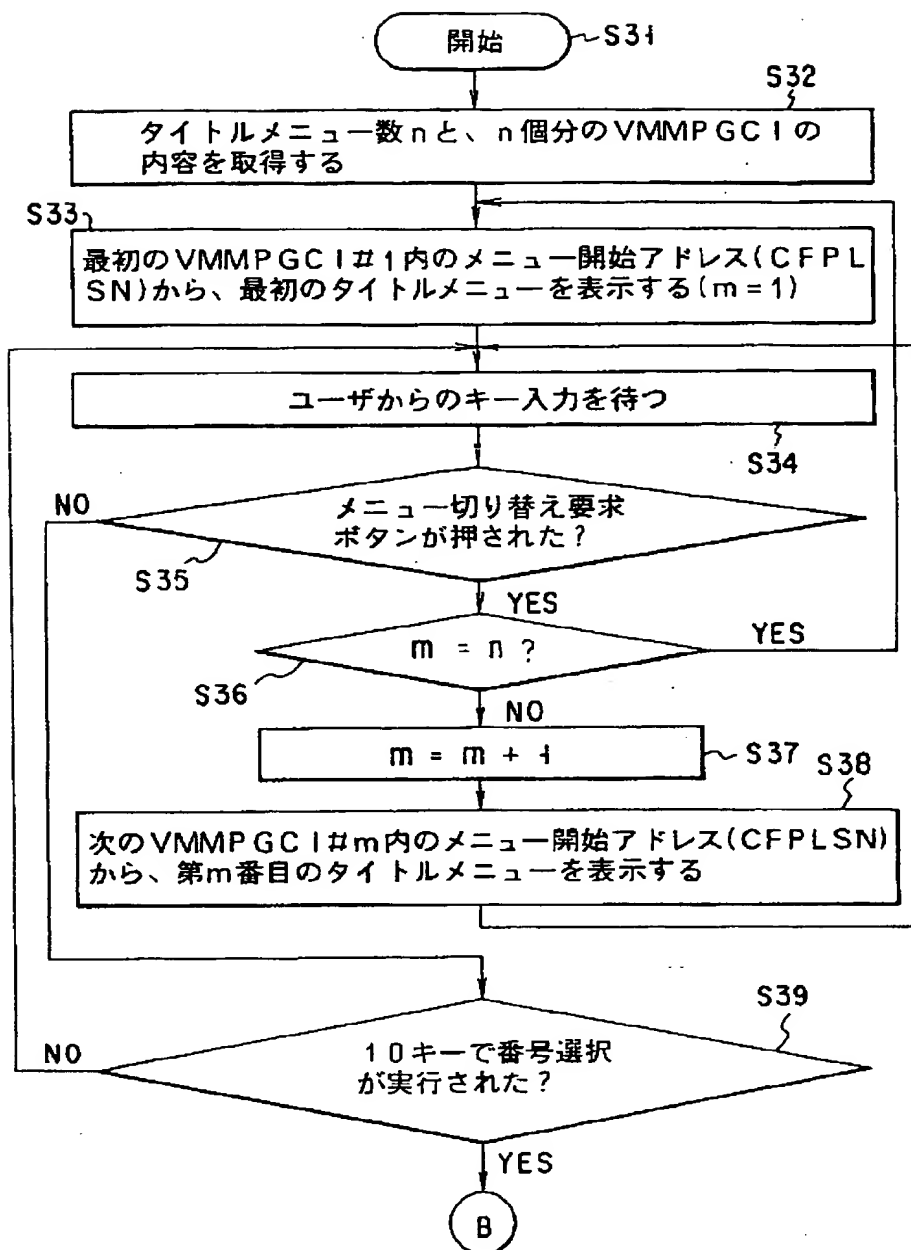 開始
S31
S32
タイトルメニュー数nと、n個分のVMMPGCIの
内容を取得する
S33
最初のVMMPGCI#1内のメニュー開始アドレス(CFPL
SN)から、最初のタイトルメニューを表示する(m=1)
ユーザからのキー入力を待つ
S34
NO
メニュー切り替え要求
ボタンが押された?
S35
YES
m = n ?
YES
S36
NO
m = m + 1
S37
S38
次のVMMPGCI#m内のメニュー開始アドレス(CFPLSN)
から、第m番目のタイトルメニューを表示する
S39
NO
10キーで番号選択
が実行された?
YES
B